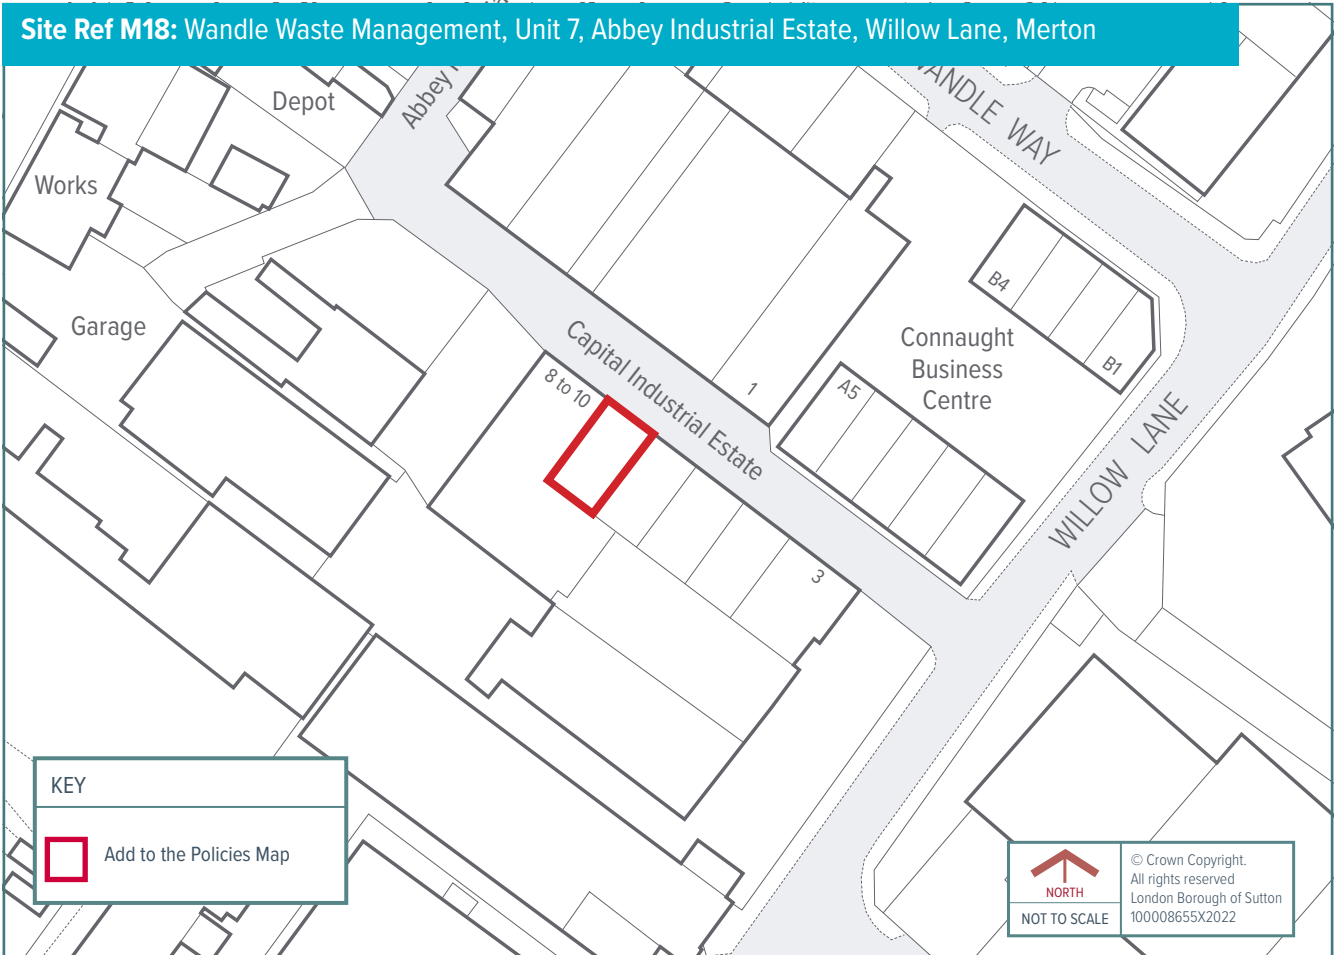 Site Ref M18: Wandle Waste Management, Unit 7, Abbey Industrial Estate, Willow Lane, Merton
Depot
Abbey
WANDLE WAY
Works
Garage
B4
B1
Connaught
Business
Centre
A5
Capital Industrial Estate
1
8 to 10
3
WILLOW LANE
KEY
Add to the Policies Map
NORTH
NOT TO SCALE
© Crown Copyright.
All rights reserved
London Borough of Sutton
100008655X2022